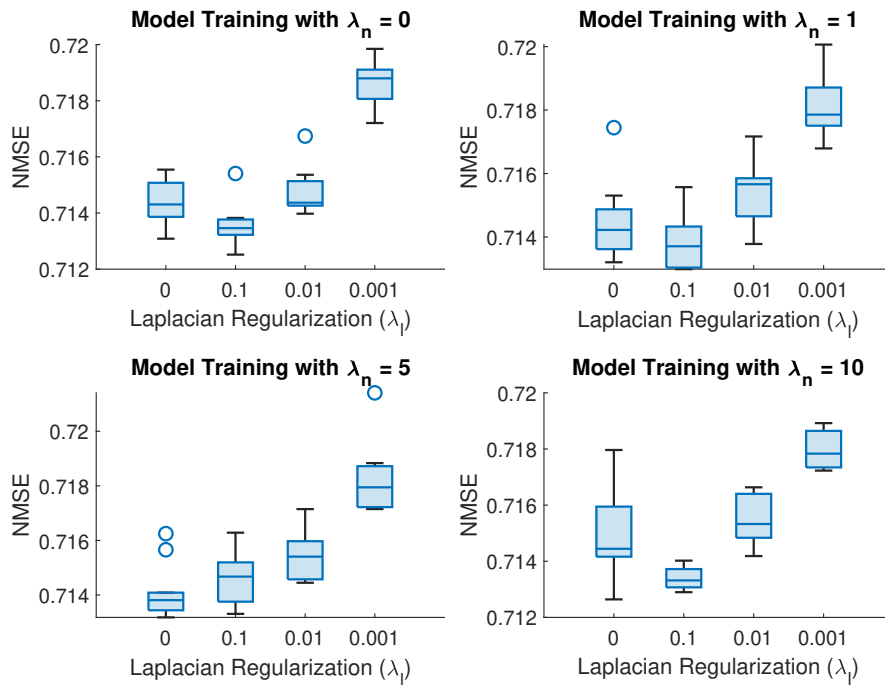 Model Training with λn = 0
0.72
0.718
0.716
0.714
0.712
NMSE
0 0.1 0.01 0.001
Laplacian Regularization (λl)
Model Training with λn = 1
0.72
0.718
0.716
0.714
NMSE
0 0.1 0.01 0.001
Laplacian Regularization (λl)
Model Training with λn = 5
0.72
0.718
0.716
0.714
NMSE
0 0.1 0.01 0.001
Laplacian Regularization (λl)
Model Training with λn = 10
0.72
0.718
0.716
0.714
0.712
NMSE
0 0.1 0.01 0.001
Laplacian Regularization (λl)